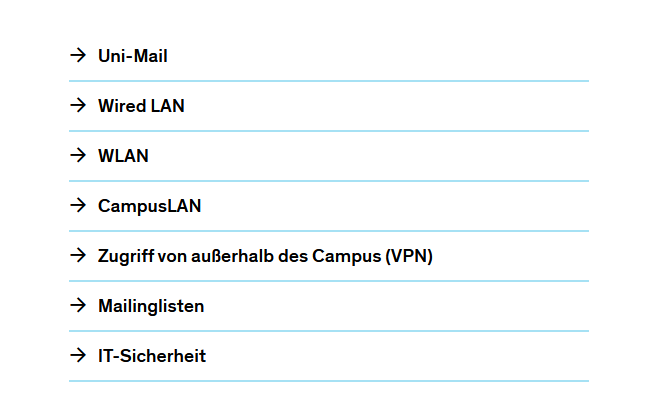 → Uni-Mail
→ Wired LAN
→ WLAN
→ CampusLAN
→ Zugriff von außerhalb des Campus (VPN)
→ Mailinglisten
→ IT-Sicherheit